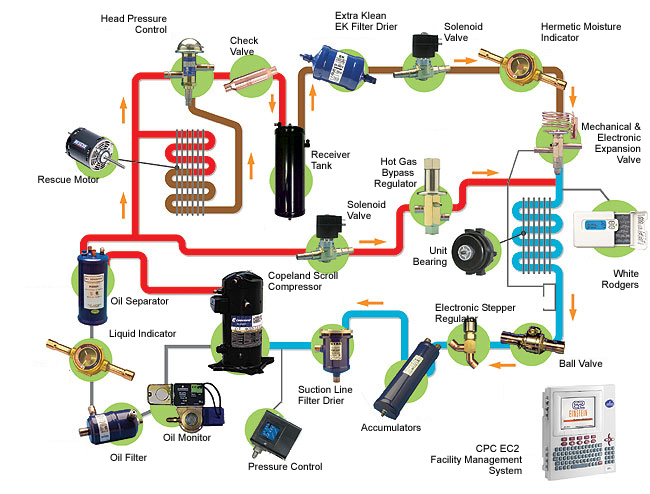 Head Pressure
Control
Check
Valve
Extra Klean
EK Filter Drier
Solenoid
Valve
Hermetic Moisture
Indicator
Mechanical &
Electronic
Expansion
Valve
Rescue Motor
Receiver
Tank
Hot Gas
Bypass
Regulator
Solenoid
Valve
Unit
Bearing
White
Rodgers
Oil Separator
Copeland Scroll
Compressor
Liquid Indicator
Electronic Stepper
Regulator
Ball Valve
Suction Line
Filter Drier
Accumulators
Oil Monitor
Oil Filter
Pressure Control
CPC EC2
Facility Management
System
EINSTEIN